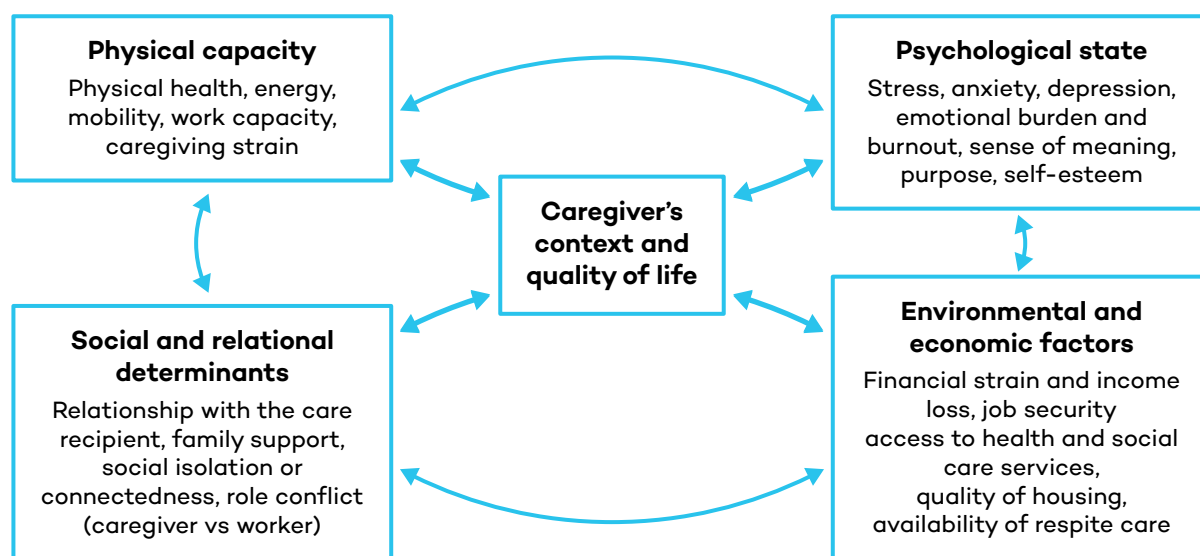 Physical capacity
Physical health, energy,
mobility, work capacity,
caregiving strain
Psychological state
Stress, anxiety, depression,
emotional burden and
burnout, sense of meaning,
purpose, self-esteem
Caregiver’s
context and
quality of life
Social and relational
determinants
Relationship with the care
recipient, family support,
social isolation or
connectedness, role conflict
(caregiver vs worker)
Environmental and
economic factors
Financial strain and income
loss, job security
access to health and social
care services,
quality of housing,
availability of respite care